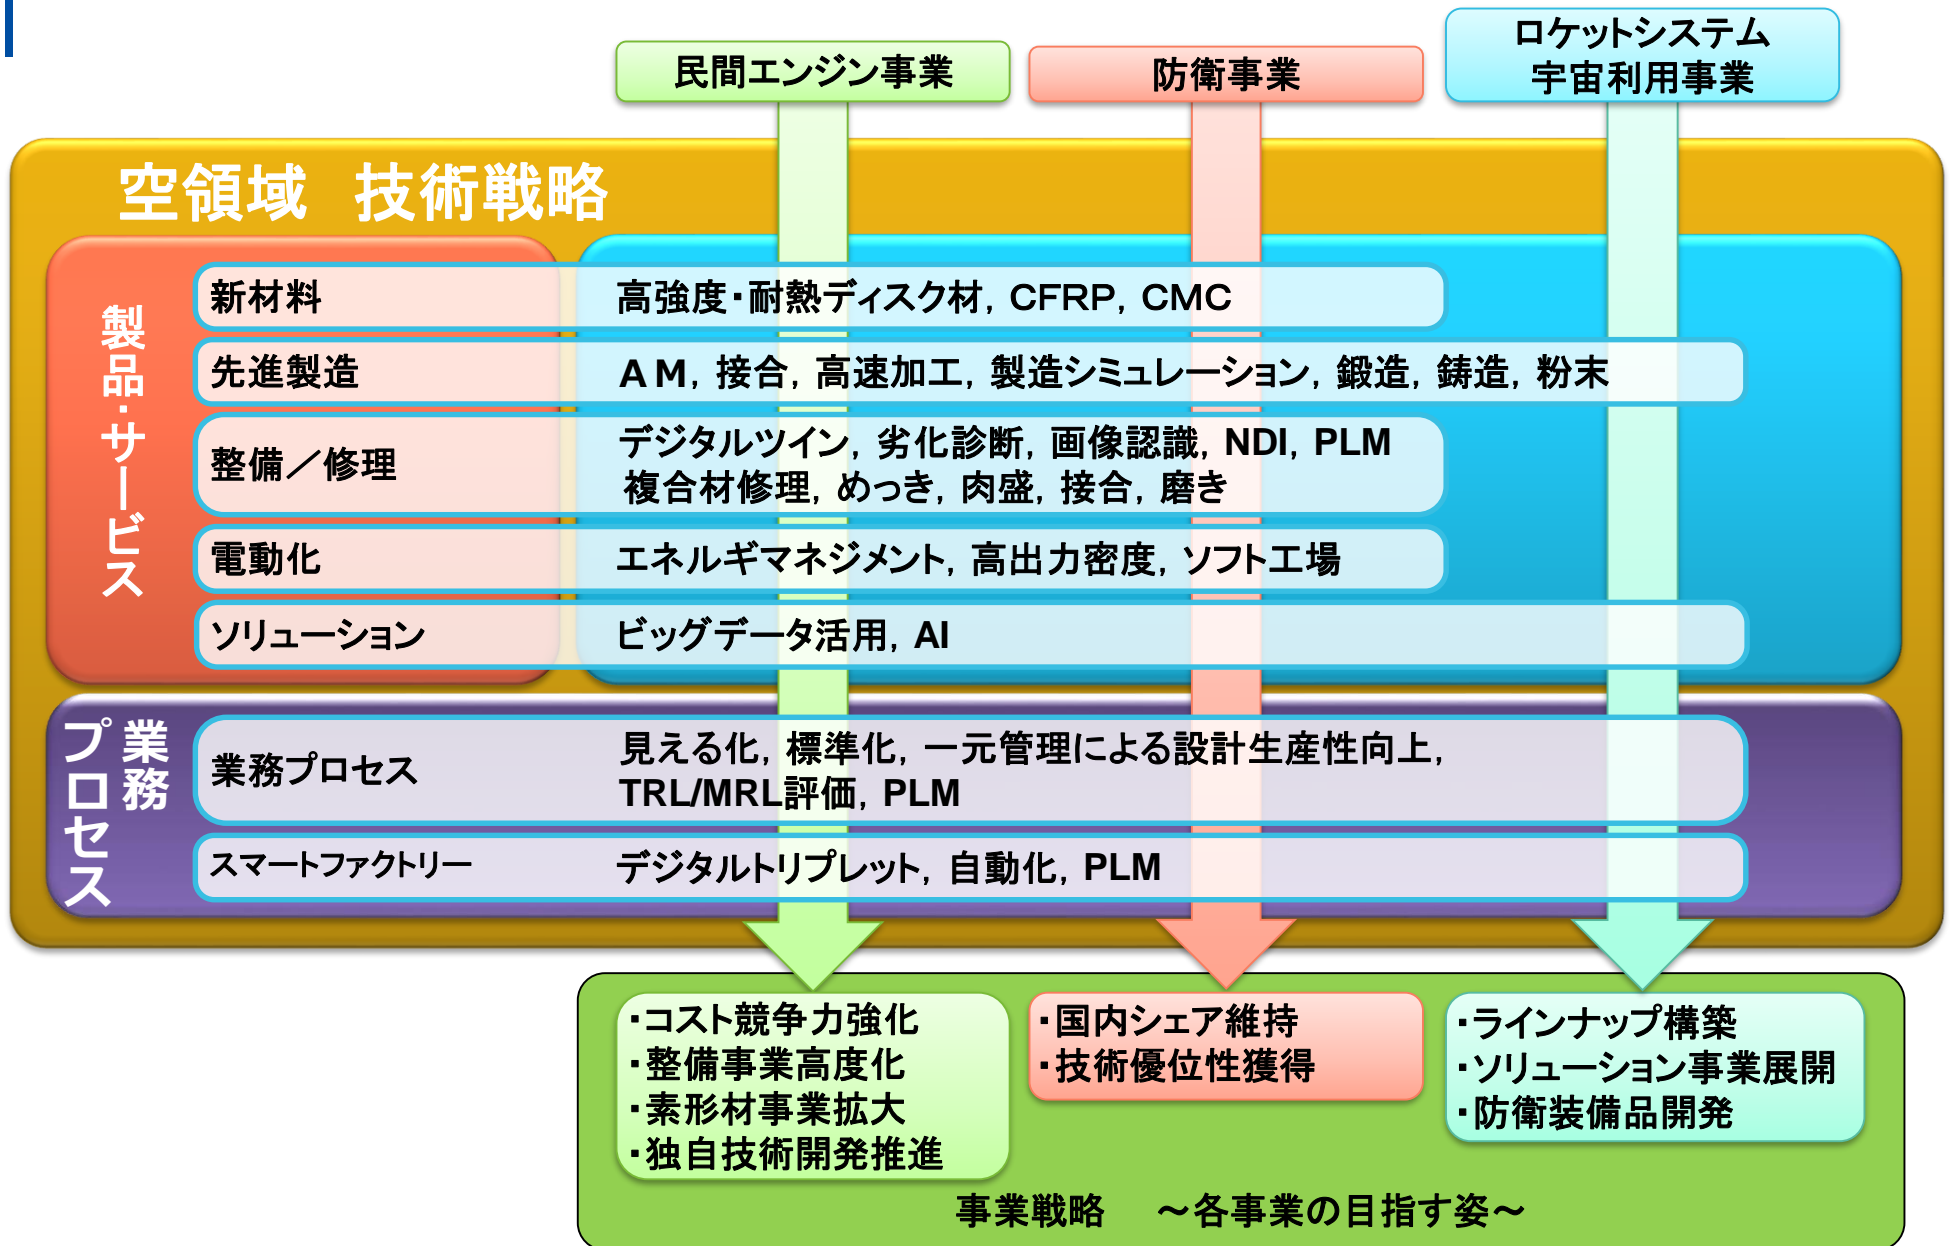 民間エンジン事業
防衛事業
ロケットシステム
宇宙利用事業
空領域　技術戦略
製品・サービス
新材料
高強度・耐熱ディスク材，ＣＦＲＰ，ＣＭＣ
先進製造
ＡＭ，接合，高速加工，製造シミュレーション，鍛造，鋳造，粉末
整備／修理
デジタルツイン，劣化診断，画像認識，NDI，PLM
複合材修理，めっき，肉盛，接合，磨き
電動化
エネルギマネジメント，高出力密度，ソフト工場
ソリューション
ビッグデータ活用，AI
業務
プロセス
業務プロセス
見える化，標準化，一元管理による設計生産性向上，
TRL/MRL評価，PLM
スマートファクトリー
デジタルトリプレット，自動化，PLM
・コスト競争力強化
・整備事業高度化
・素形材事業拡大
・独自技術開発推進
・国内シェア維持
・技術優位性獲得
・ラインナップ構築
・ソリューション事業展開
・防衛装備品開発
事業戦略　～各事業の目指す姿～